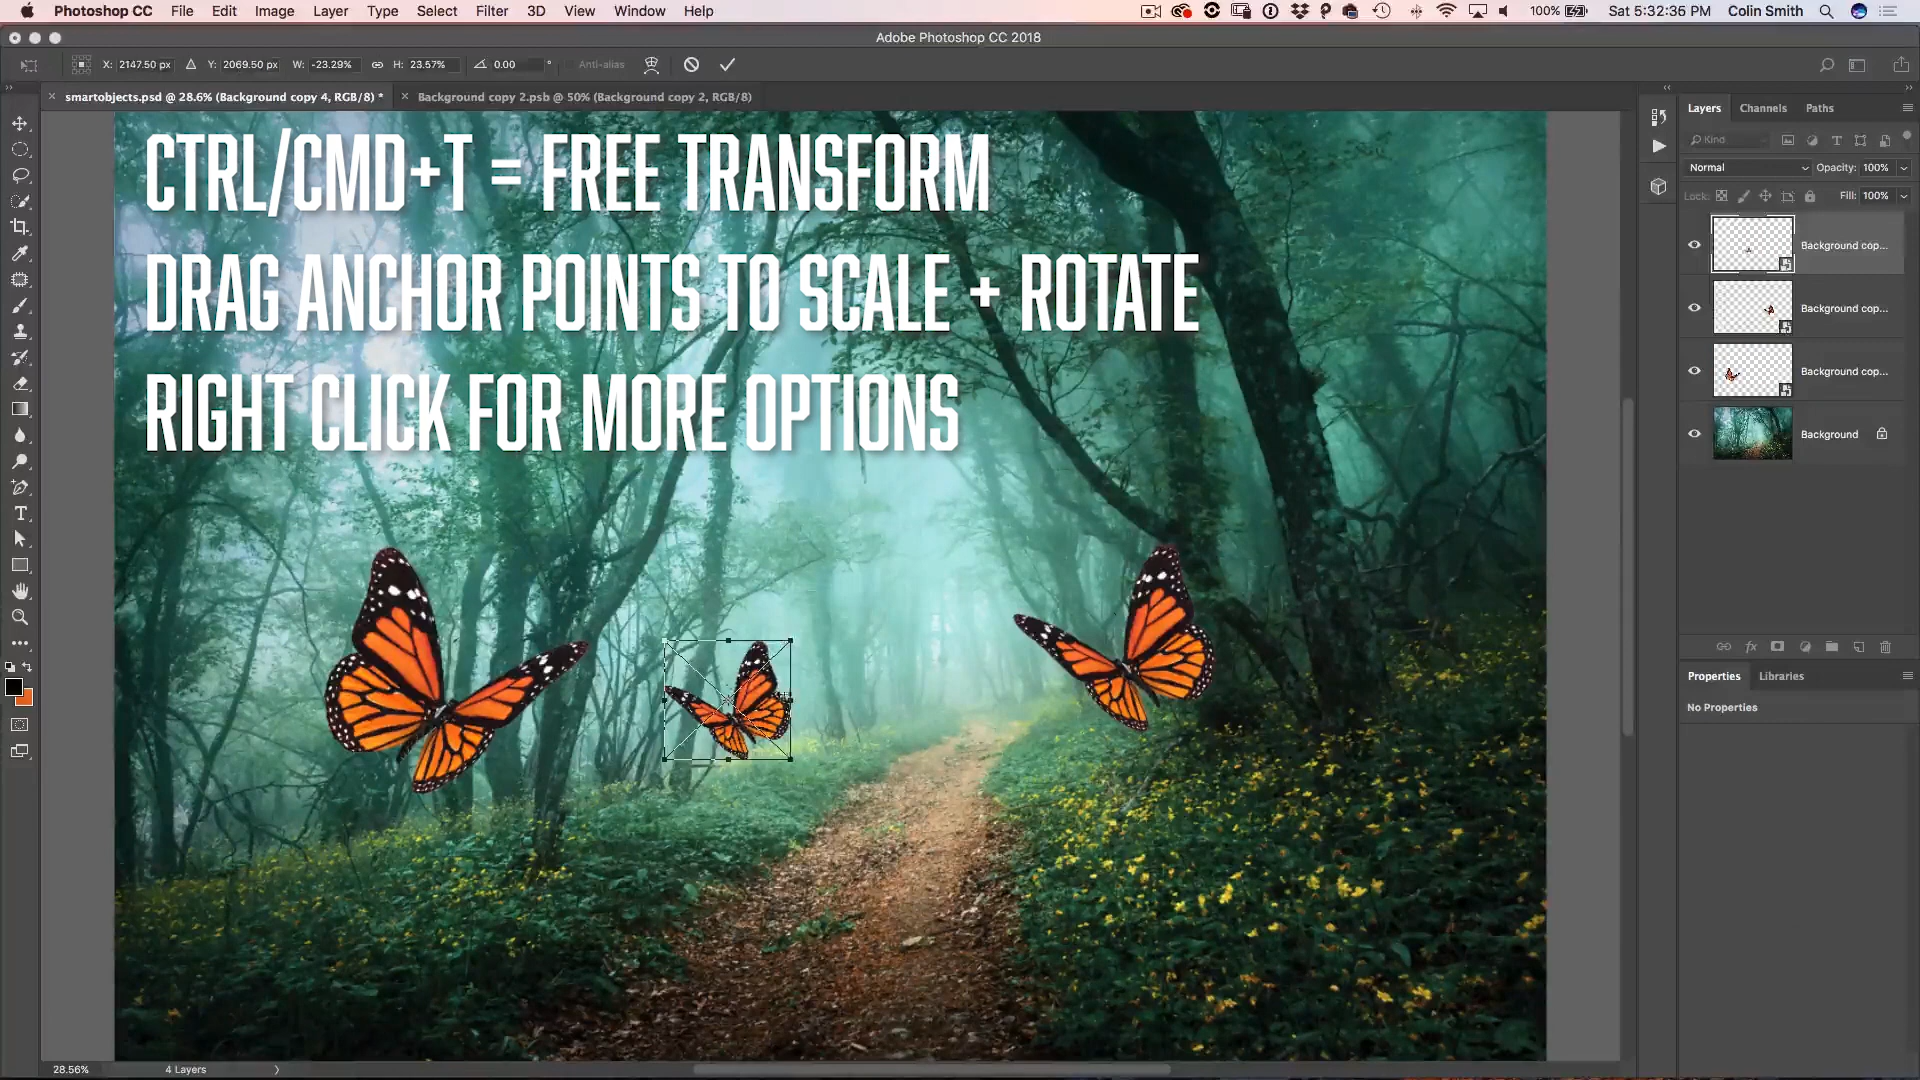 Photoshop CC File Edit Image Layer Type Select Filter 3D View Window Help 100% Sat 5:32:36 PM Colin Smith
Adobe Photoshop CC 2018
X: 2147.50 px Y: 2069.50 px W: -23.29% H: 23.57% 0.00 ° Anti-alias
smartobjects.psd @ 28.6% (Background copy 4, RGB/8) * Background copy 2.psb @ 50% (Background copy 2, RGB/8)
CTRL/CMD+T = FREE TRANSFORM
DRAG ANCHOR POINTS TO SCALE + ROTATE
RIGHT CLICK FOR MORE OPTIONS
Layers Channels Paths
Kind
Normal Opacity: 100%
Lock: Fill: 100%
Background cop...
Background cop...
Background cop...
Background
fx
Properties Libraries
No Properties
28.56% 4 Layers